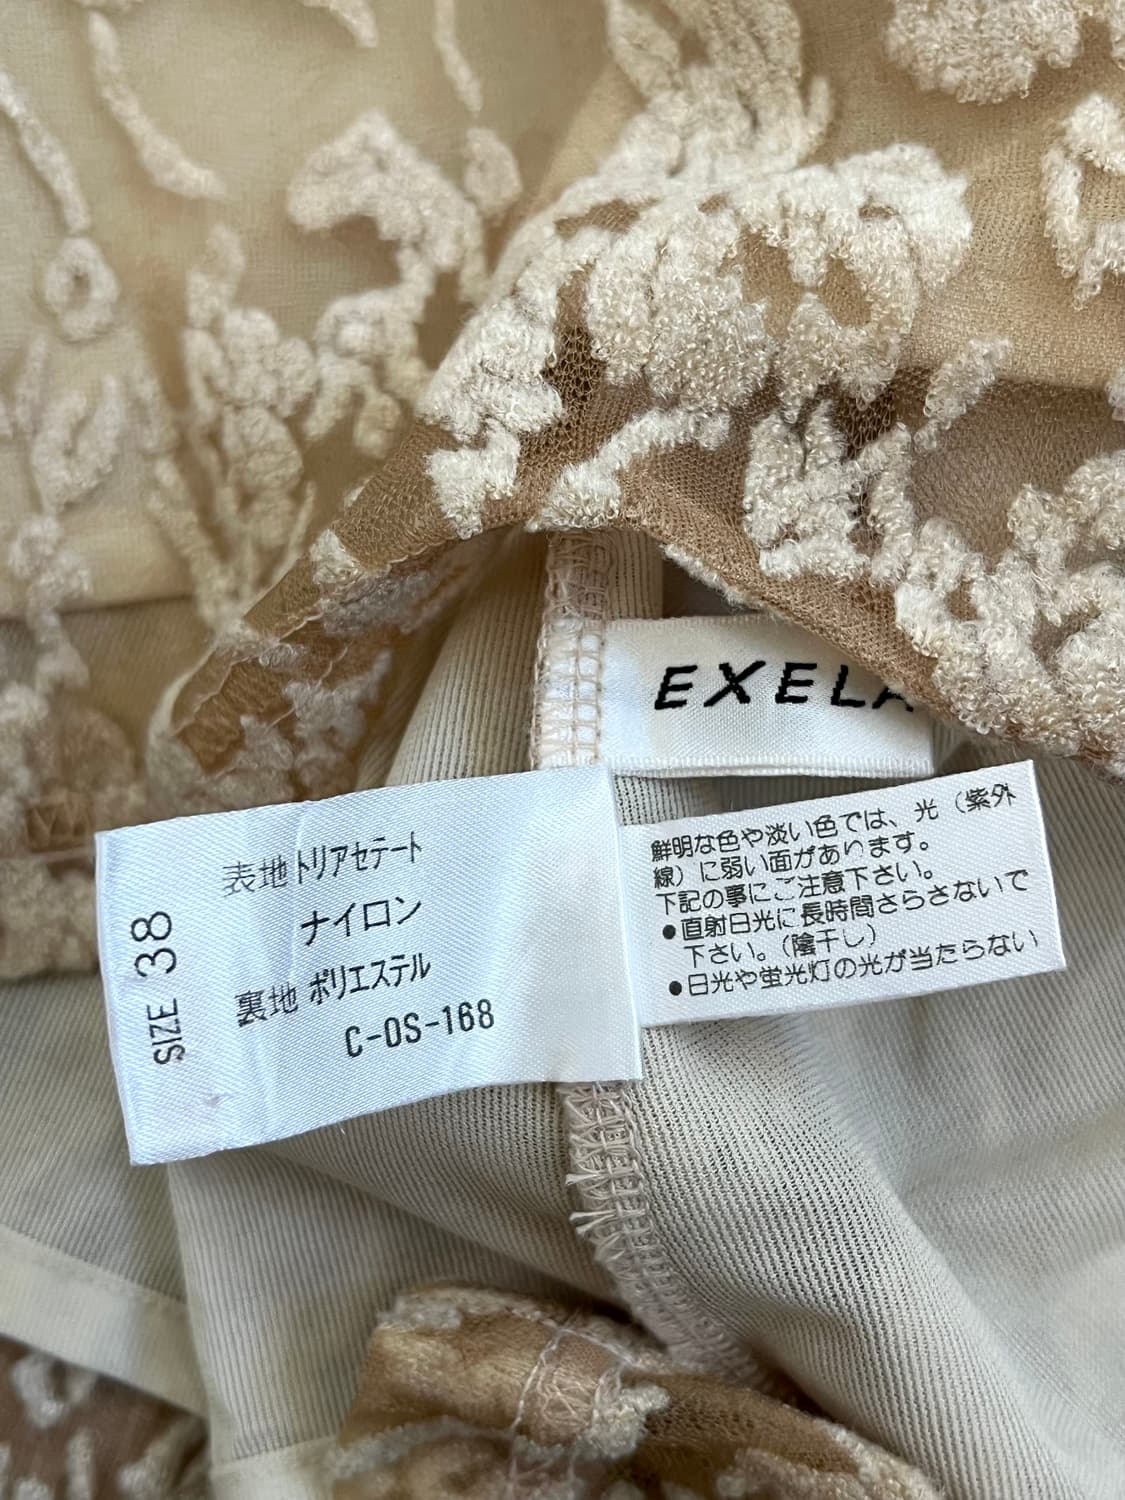 EXELA
SIZE 38
表地 トリアセテート
ナイロン
裏地 ポリエステル
C-OS-168
鮮明な色や淡い色では、光（紫外
線）に弱い面があります。
下記の事にご注意下さい。
●直射日光に長時間さらさないで
下さい。（陰干し）
●日光や蛍光灯の光が当たらない